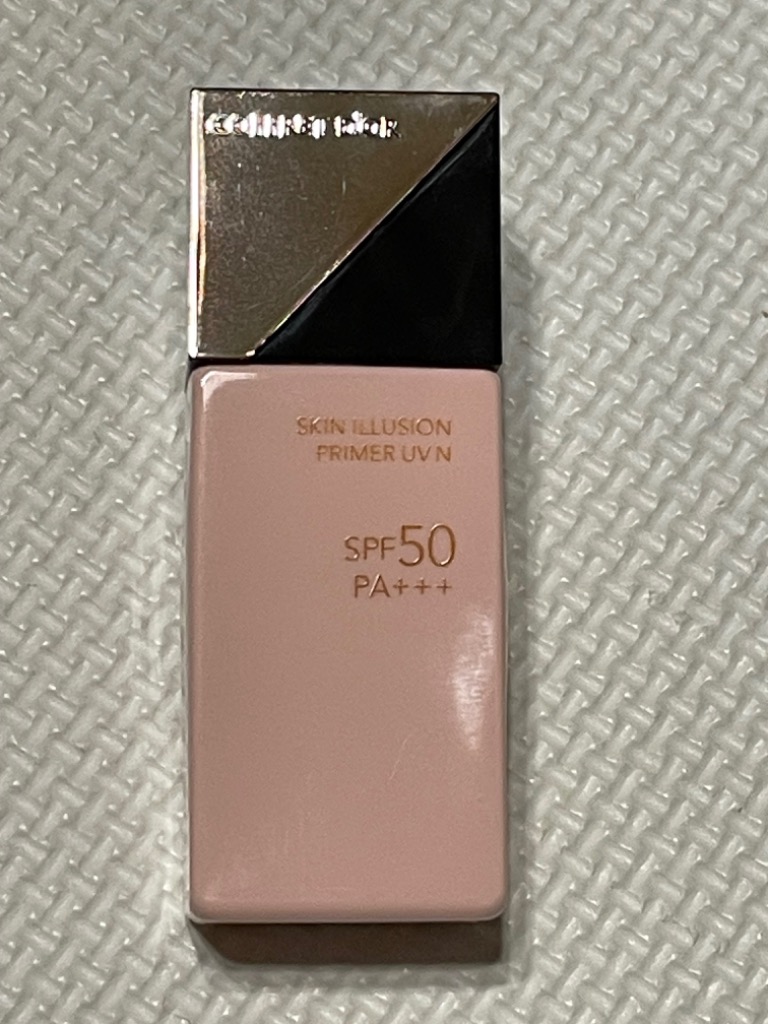 SKIN ILLUSION
PRIMER UV N
SPF50
PA+++